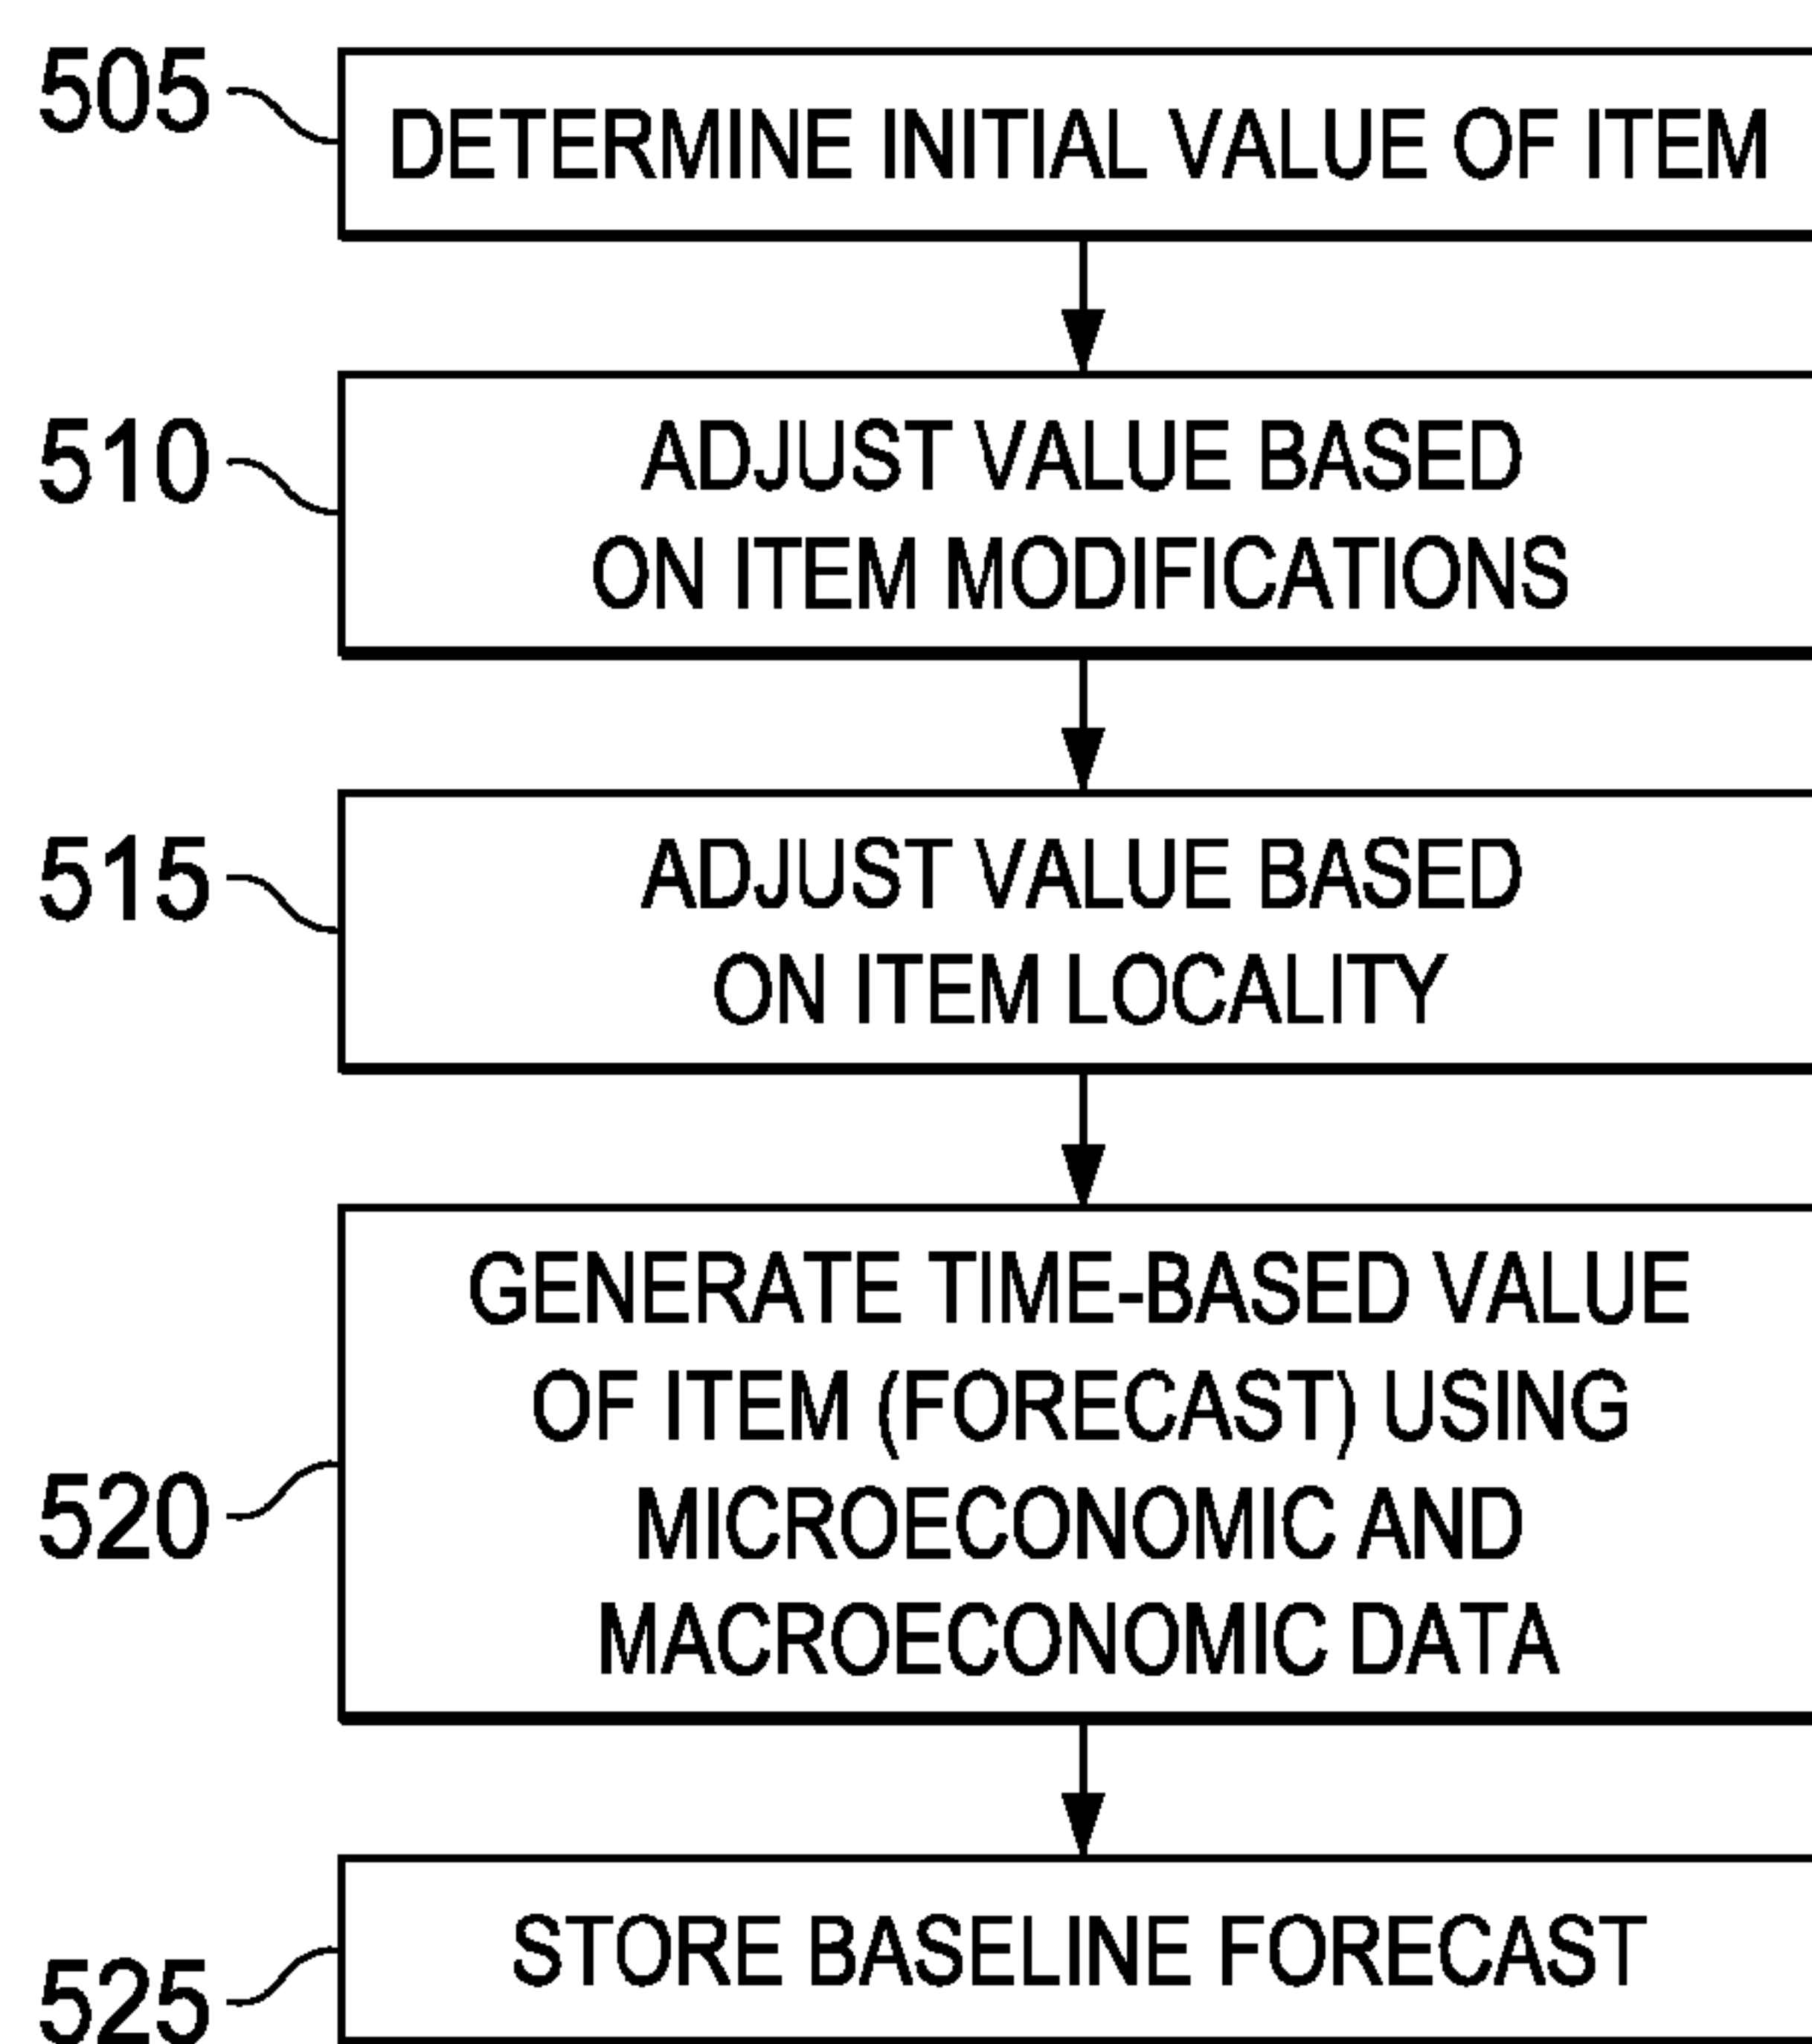 505
DETERMINE INITIAL VALUE OF ITEM
510
ADJUST VALUE BASED
ON ITEM MODIFICATIONS
515
ADJUST VALUE BASED
ON ITEM LOCALITY
520
GENERATE TIME-BASED VALUE
OF ITEM (FORECAST) USING
MICROECONOMIC AND
MACROECONOMIC DATA
525
STORE BASELINE FORECAST